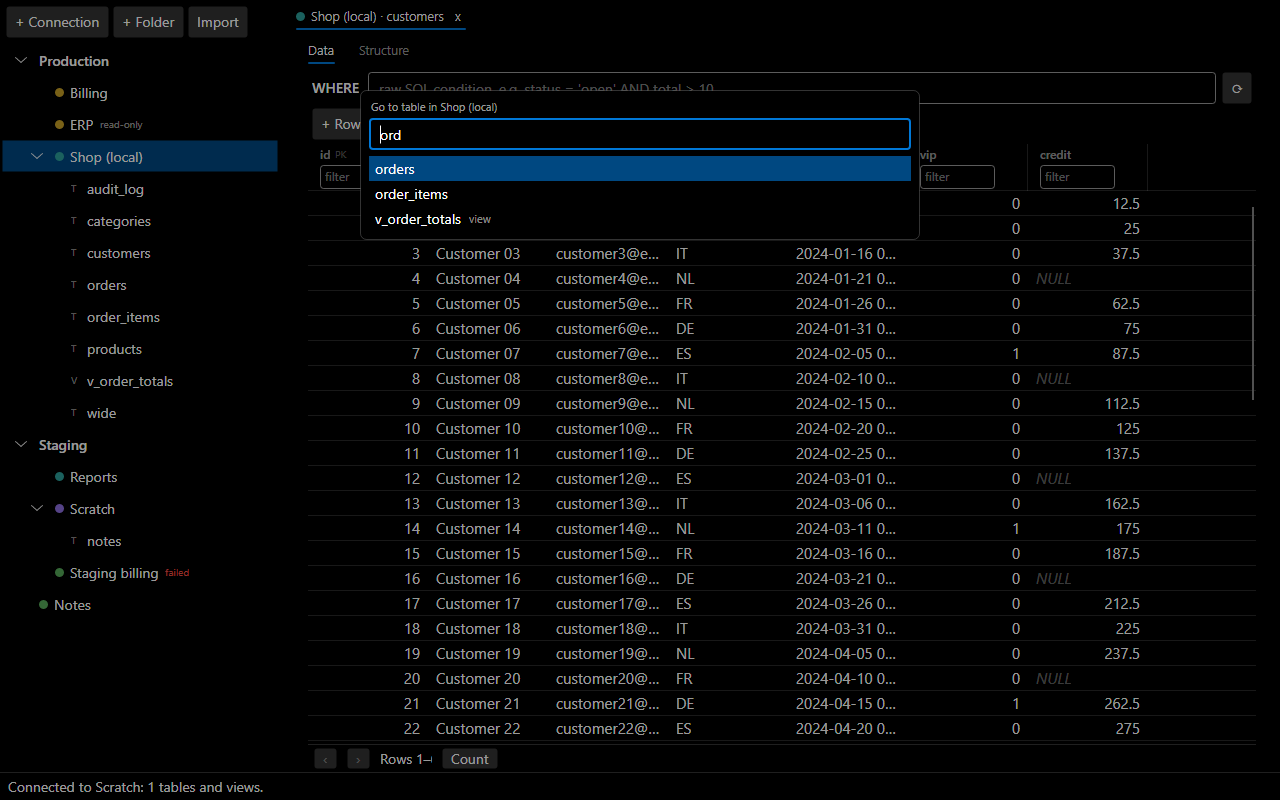 + Connection
+ Folder
Import
Production
Billing
ERP read-only
Shop (local)
T audit_log
T categories
T customers
T orders
T order_items
T products
V v_order_totals
T wide
Staging
Reports
Scratch
T notes
Staging billing failed
Notes
Shop (local) · customers x
Data
Structure
WHERE
raw SQL condition, e.g. status = 'open' AND total > 10
⟳
+ Row
Go to table in Shop (local)
ord
orders
order_items
v_order_totals view
id PK
vip
credit
filter
filter
filter
0 12.5
0 25
3 Customer 03 customer3@e... IT 2024-01-16 0... 0 37.5
4 Customer 04 customer4@e... NL 2024-01-21 0... 0 NULL
5 Customer 05 customer5@e... FR 2024-01-26 0... 0 62.5
6 Customer 06 customer6@e... DE 2024-01-31 0... 0 75
7 Customer 07 customer7@e... ES 2024-02-05 0... 1 87.5
8 Customer 08 customer8@e... IT 2024-02-10 0... 0 NULL
9 Customer 09 customer9@e... NL 2024-02-15 0... 0 112.5
10 Customer 10 customer10@... FR 2024-02-20 0... 0 125
11 Customer 11 customer11@... DE 2024-02-25 0... 0 137.5
12 Customer 12 customer12@... ES 2024-03-01 0... 0 NULL
13 Customer 13 customer13@... IT 2024-03-06 0... 0 162.5
14 Customer 14 customer14@... NL 2024-03-11 0... 1 175
15 Customer 15 customer15@... FR 2024-03-16 0... 0 187.5
16 Customer 16 customer16@... DE 2024-03-21 0... 0 NULL
17 Customer 17 customer17@... ES 2024-03-26 0... 0 212.5
18 Customer 18 customer18@... IT 2024-03-31 0... 0 225
19 Customer 19 customer19@... NL 2024-04-05 0... 0 237.5
20 Customer 20 customer20@... FR 2024-04-10 0... 0 NULL
21 Customer 21 customer21@... DE 2024-04-15 0... 1 262.5
22 Customer 22 customer22@... ES 2024-04-20 0... 0 275
‹ › Rows 1– Count
Connected to Scratch: 1 tables and views.